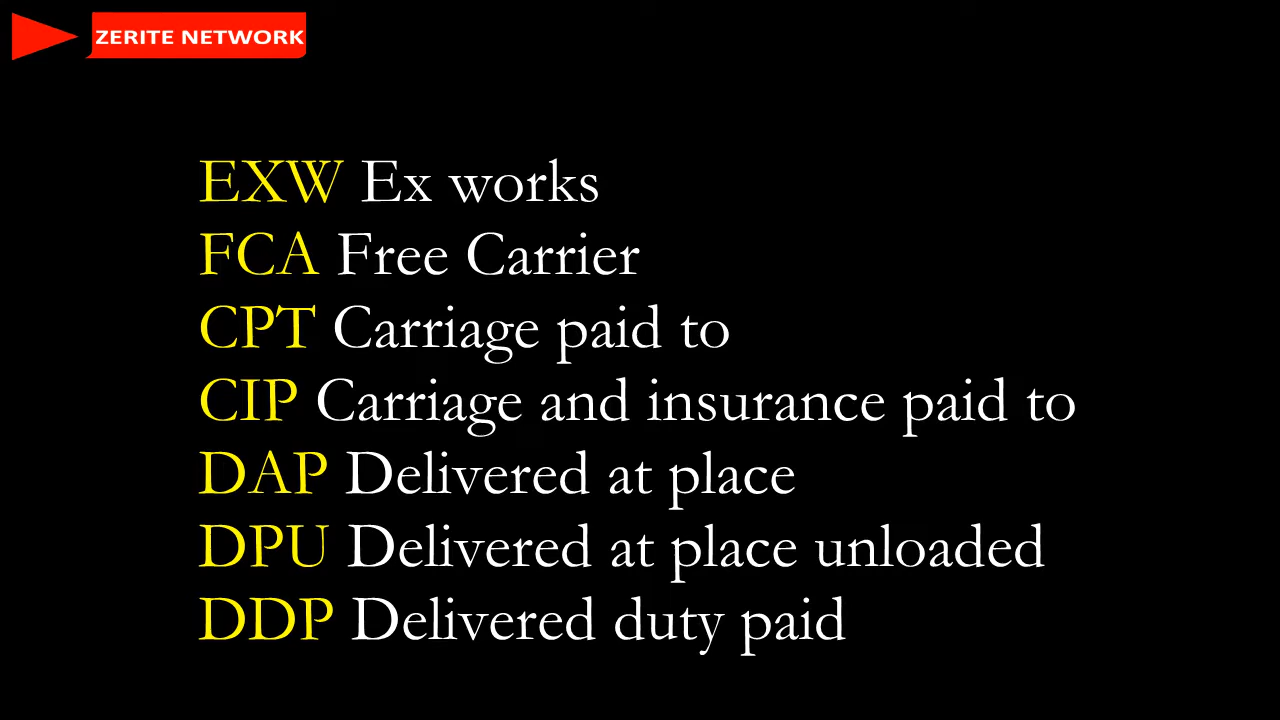 ZERITE NETWORK
EXW Ex works
FCA Free Carrier
CPT Carriage paid to
CIP Carriage and insurance paid to
DAP Delivered at place
DPU Delivered at place unloaded
DDP Delivered duty paid